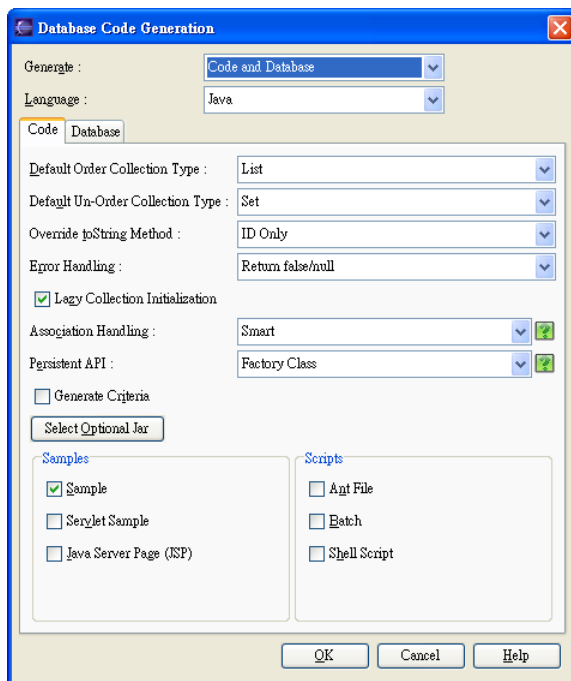 Database Code Generation
Generate : Code and Database
Language : Java
Code Database
Default Order Collection Type : List
Default Un-Order Collection Type : Set
Override toString Method : ID Only
Error Handling : Return false/null
Lazy Collection Initialization
Association Handling : Smart
Persistent API : Factory Class
Generate Criteria
Select Optional Jar
Samples Scripts
Sample Ant File
Servlet Sample Batch
Java Server Page (JSP) Shell Script
OK Cancel Help